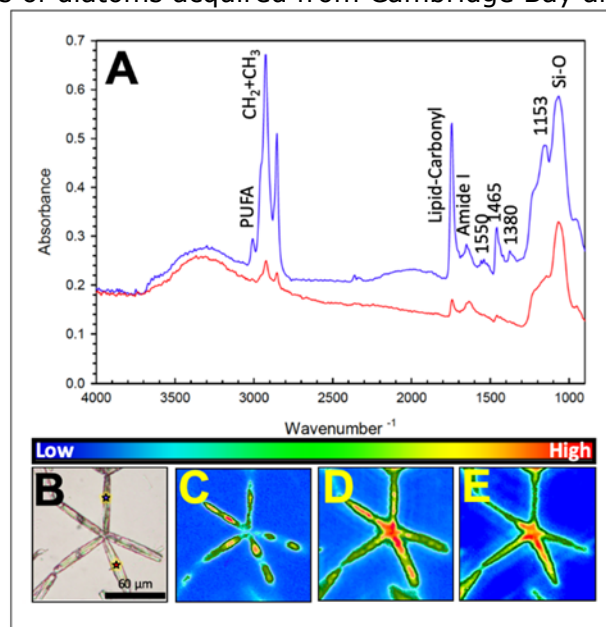 of diatoms acquired from Cambridge Bay
A
PUFA
CH2+CH3
Lipid-Carbonyl
Amide I
1550
1465
1380
1153
Si-O
Absorbance
0.7
0.6
0.5
0.4
0.3
0.2
0.1
0.0
4000 3500 3000 2500 2000 1500 1000
Wavenumber -1
Low High
B C D E
60 µm